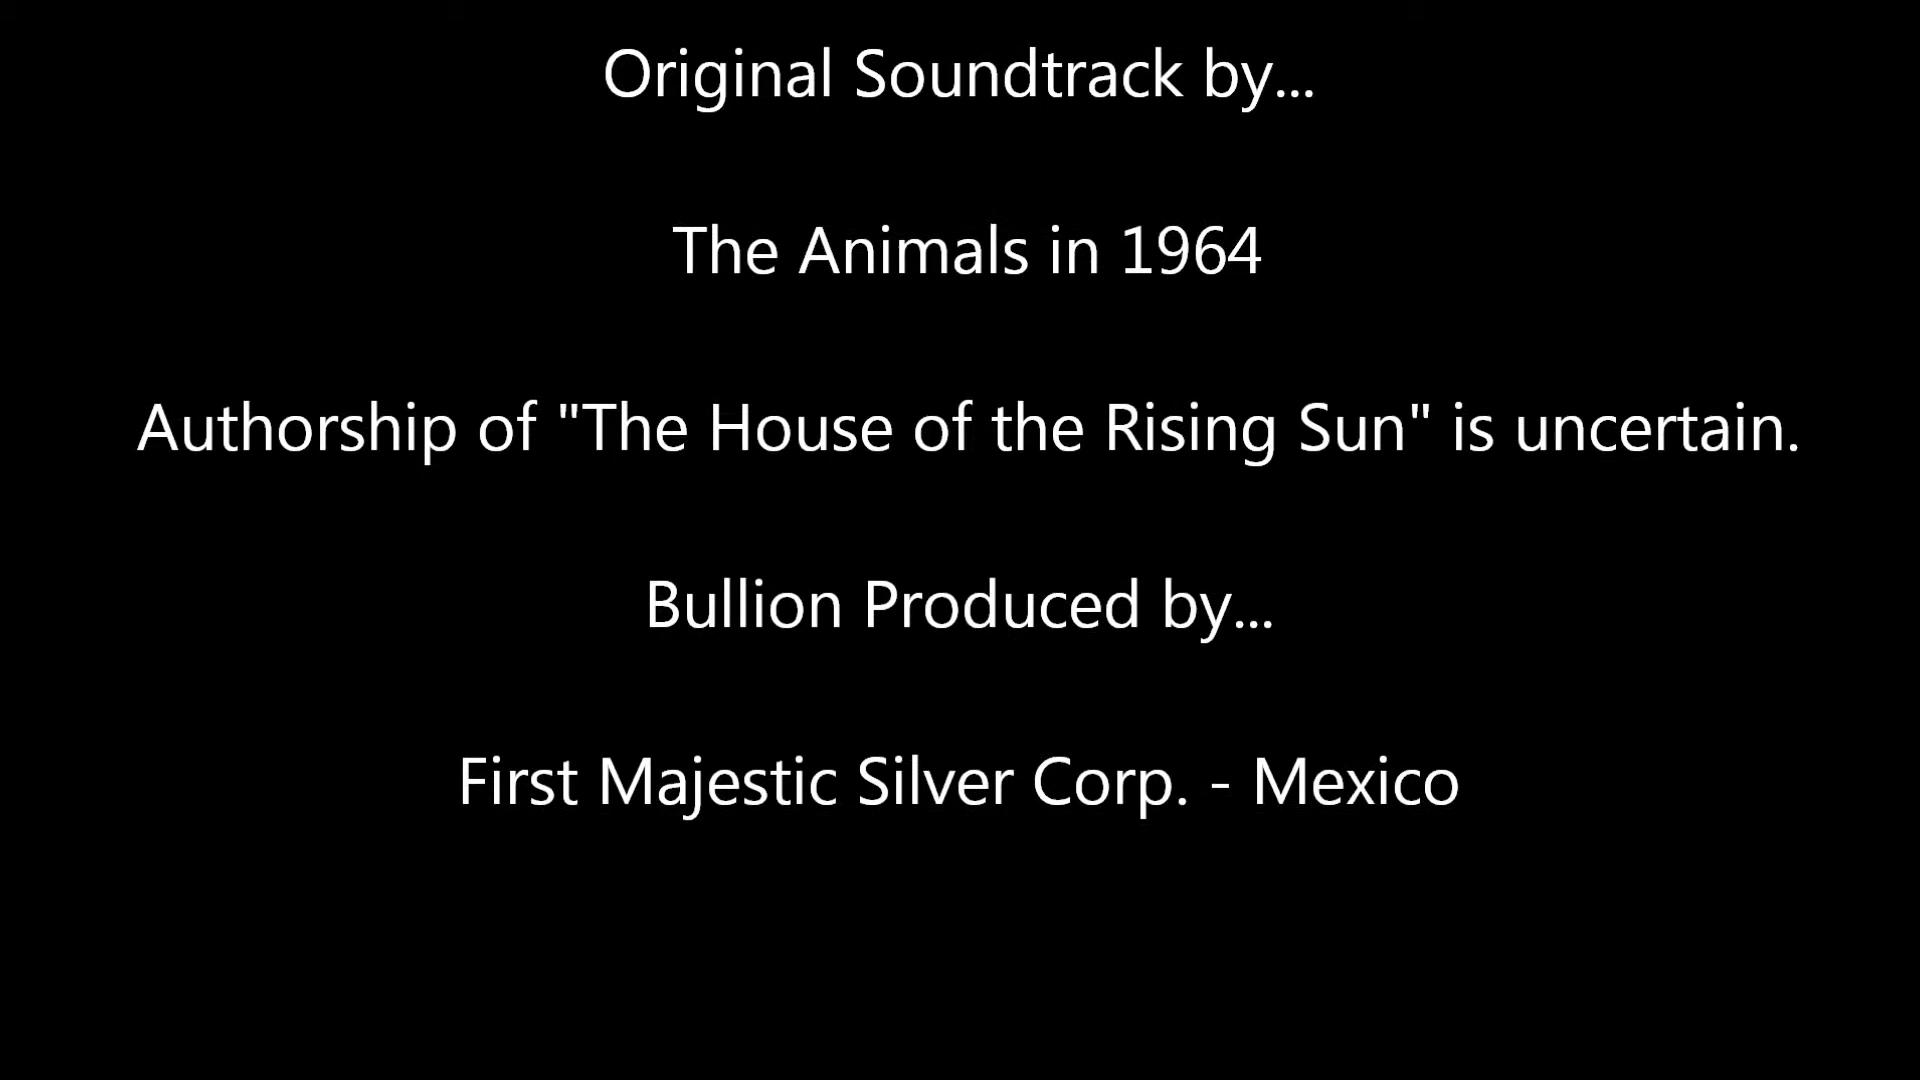 Original Soundtrack by...
The Animals in 1964
Authorship of "The House of the Rising Sun" is uncertain.
Bullion Produced by...
First Majestic Silver Corp. - Mexico